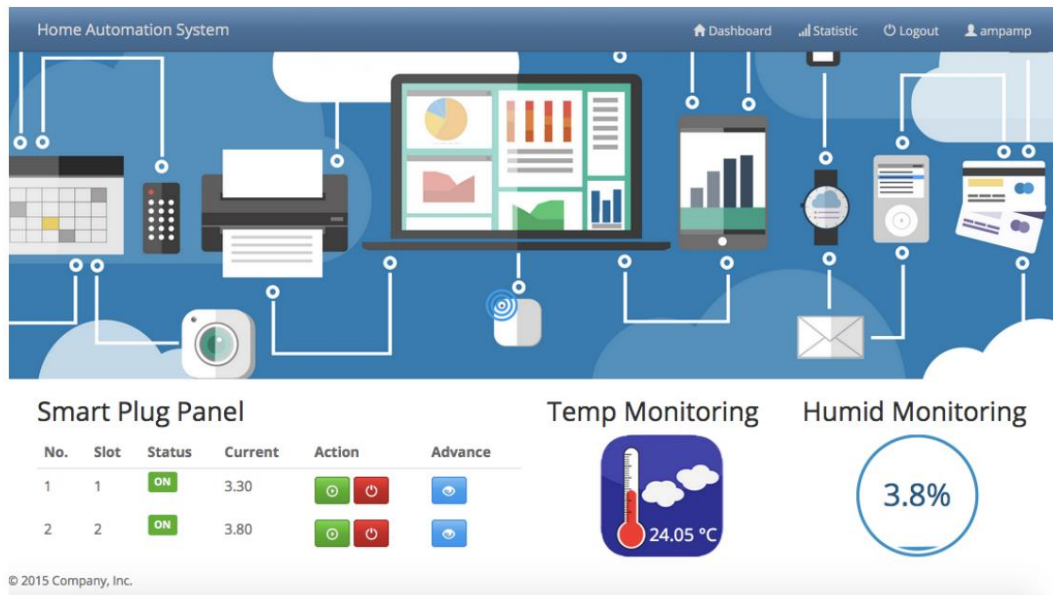 Home Automation System
Dashboard Statistic Logout ampamp
Smart Plug Panel
No. Slot Status Current Action Advance
1 1 ON 3.30
2 2 ON 3.80
Temp Monitoring
24.05 °C
Humid Monitoring
3.8%
© 2015 Company, Inc.